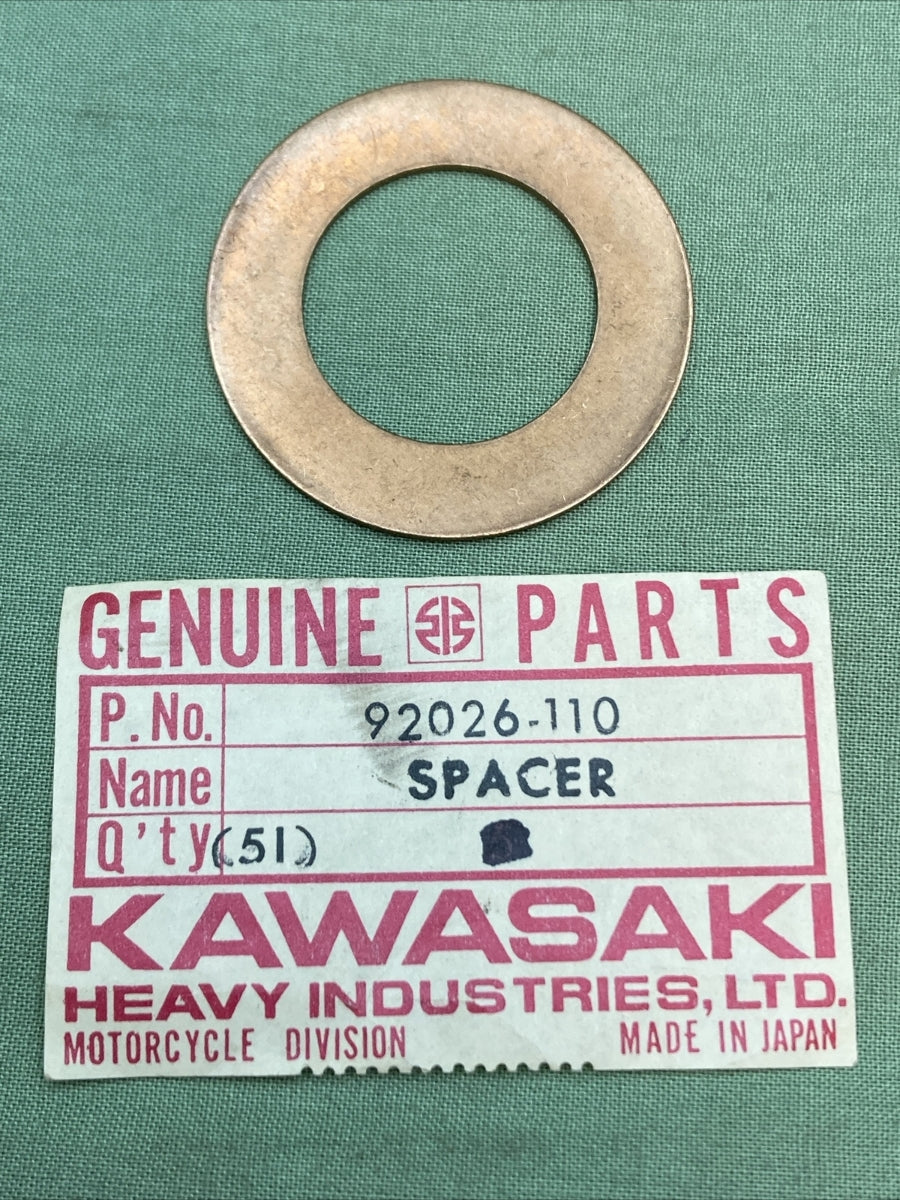 GENUINE PARTS
P.No. 92026-110
Name SPACER
Q'ty (51)
KAWASAKI
HEAVY INDUSTRIES, LTD.
MOTORCYCLE DIVISION MADE IN JAPAN